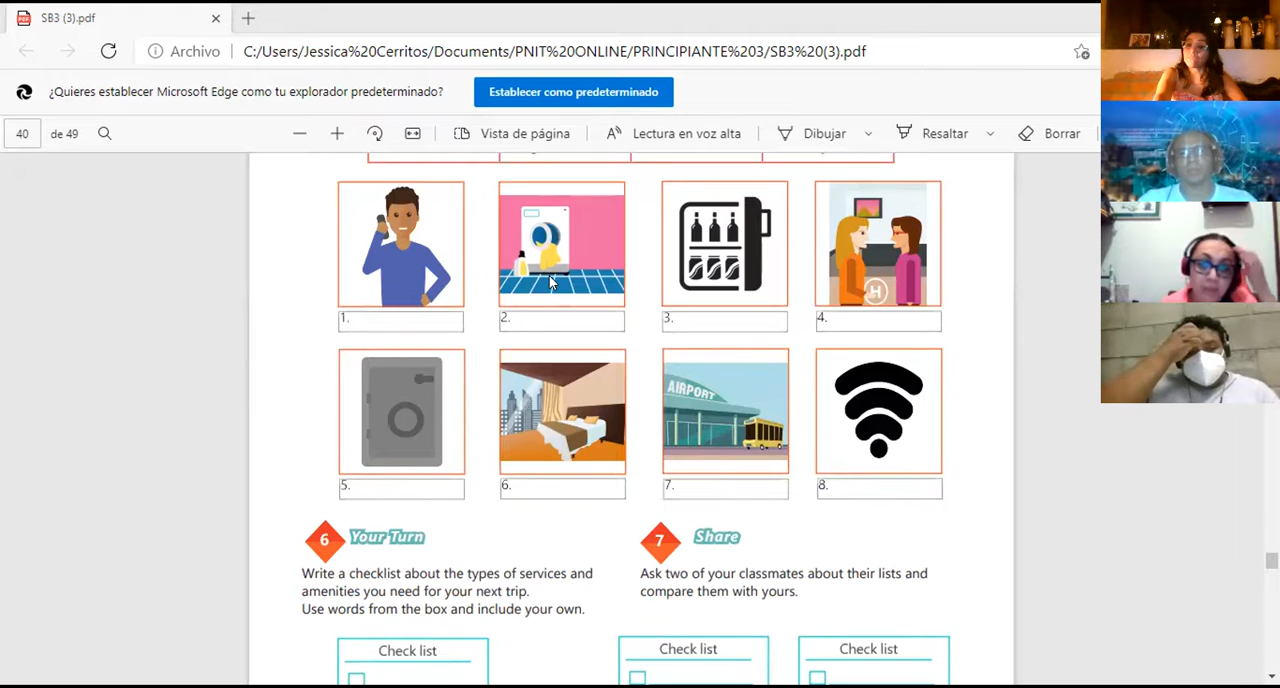 SB3 (3).pdf
Archivo C:/Users/Jessica%20Cerritos/Documents/PNIT%20ONLINE/PRINCIPIANTE%203/SB3%20(3).pdf
¿Quieres establecer Microsoft Edge como tu explorador predeterminado? Establecer como predeterminado
40 de 49 Vista de página Lectura en voz alta Dibujar Resaltar Borrar
H
1. 2. 3. 4.
AIRPORT
5. 6. 7. 8.
6 Your Turn
Write a checklist about the types of services and
amenities you need for your next trip.
Use words from the box and include your own.
7 Share
Ask two of your classmates about their lists and
compare them with yours.
Check list
Check list
Check list